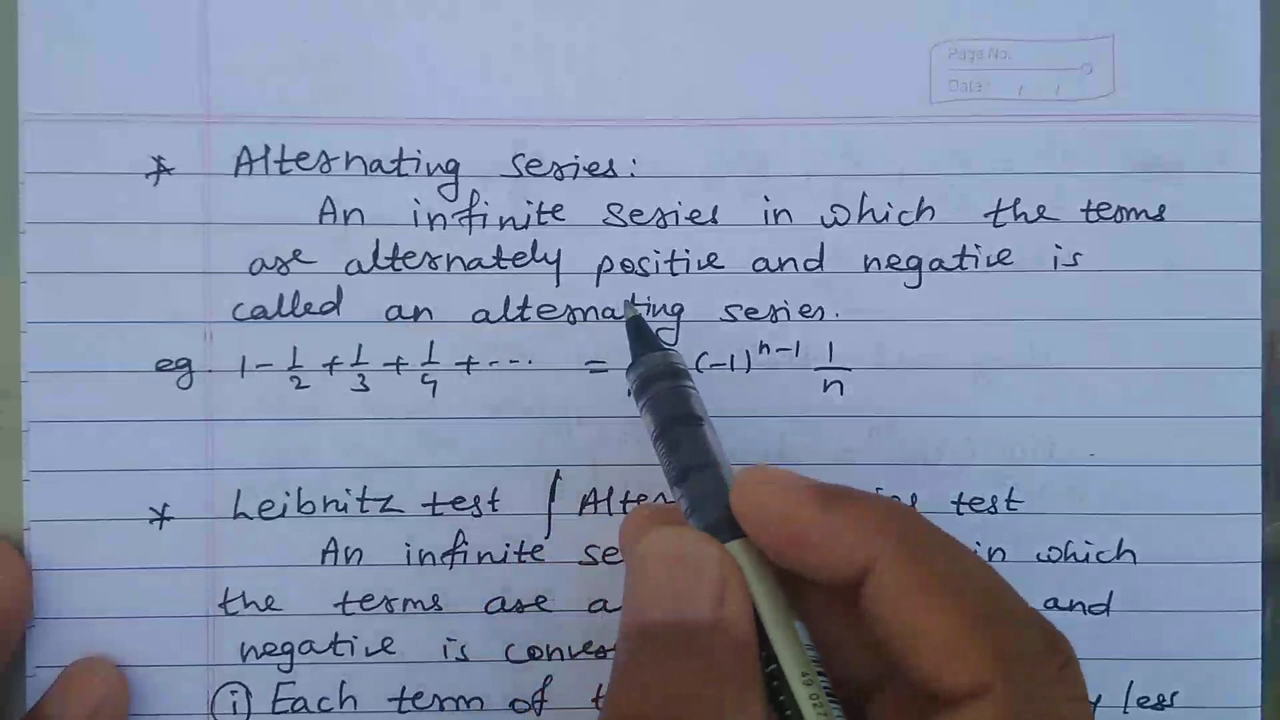 Page No.
Date: / /
* Alternating series:
An infinite series in which the terms
are alternately positive and negative is
called an alternating series.
eg. 1 - 1/2 + 1/3 + 1/4 + --- = (-1)^n-1 1/n
* Leibnitz test / Alter test
An infinite se in which
the terms are a and
negative is conver
(i) Each term of t less